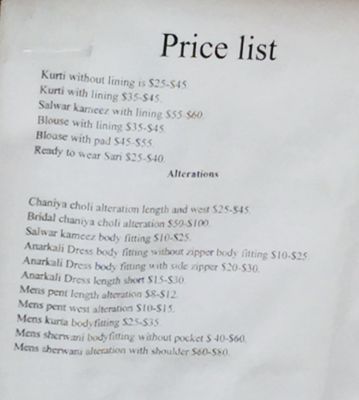 Price list
Kurti without lining is $25-$45
Kurti with lining $35-$45.
Salwar kameez with lining $55-$60
Blouse with lining $35-$45
Blouse with pad $45-$55.
Ready to wear Sari $25-$40.
Alterations
Chaniya choli alteration length and west $25-$45
Bridal chaniya choli alteration $50-$100.
Salwar kameez body fitting $10-$25.
Anarkali Dress body fitting without zipper body fitting $10-$25
Anarkali Dress body fitting with side zipper $20-$30.
Anarkali Dress length short $15-$30.
Mens pent length alteration $8-$12.
Mens pent west alteration $10-$15.
Mens kurta bodyfitting $25-$35.
Mens sherwani bodyfitting without pocket $ 40-$60.
Mens sherwani alteration with shoulder $60-$80.